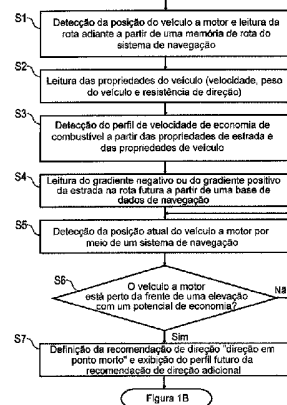 S1
Detecção da posição do veículo a motor e leitura da
rota adiante a partir de uma memória de rota do
sistema de navegação
S2
Leitura das propriedades do veículo (velocidade, peso
do veículo e resistência de direção)
S3
Detecção do perfil de velocidade de economia de
combustível a partir das propriedades de estrada e
das propriedades de veículo
S4
Leitura do gradiente negativo ou do gradiente positivo
da estrada na rota futura a partir de uma base de
dados de navegação
S5
Detecção da posição atual do veículo a motor por
meio de um sistema de navegação
S6
O veículo a motor
está perto da frente de uma elevação
com um potencial de economia?
Sim
S7
Definição da recomendação de direção "direção em
ponto morto" e exibição do perfil futuro da
recomendação de direção adicional
Figura 1B